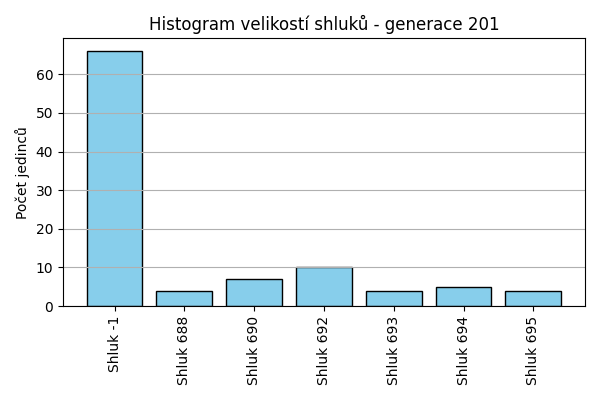 Histogram velikostí shluků - generace 201
Počet jedinců
60
50
40
30
20
10
0
Shluk -1
Shluk 688
Shluk 690
Shluk 692
Shluk 693
Shluk 694
Shluk 695